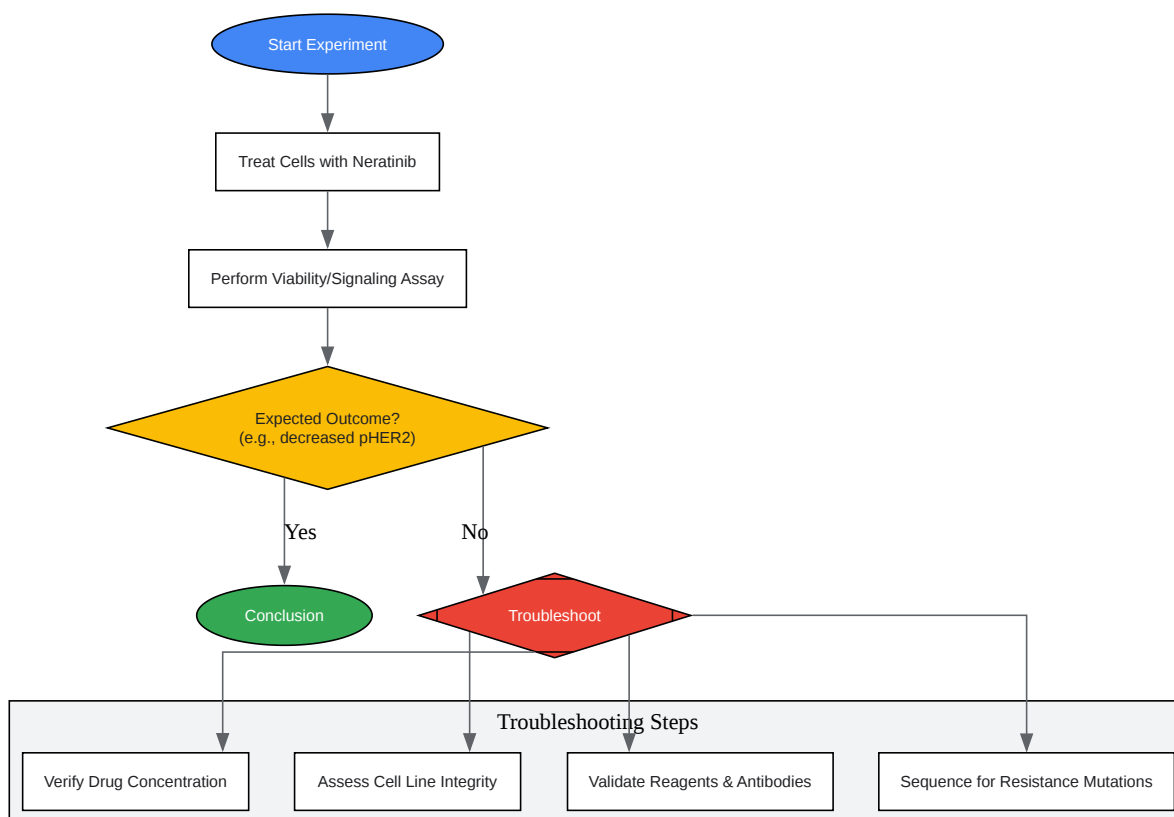 Start Experiment
Treat Cells with Neratinib
Perform Viability/Signaling Assay
Expected Outcome?
(e.g., decreased pHER2)
Yes
No
Conclusion
Troubleshoot
Troubleshooting Steps
Verify Drug Concentration
Assess Cell Line Integrity
Validate Reagents & Antibodies
Sequence for Resistance Mutations